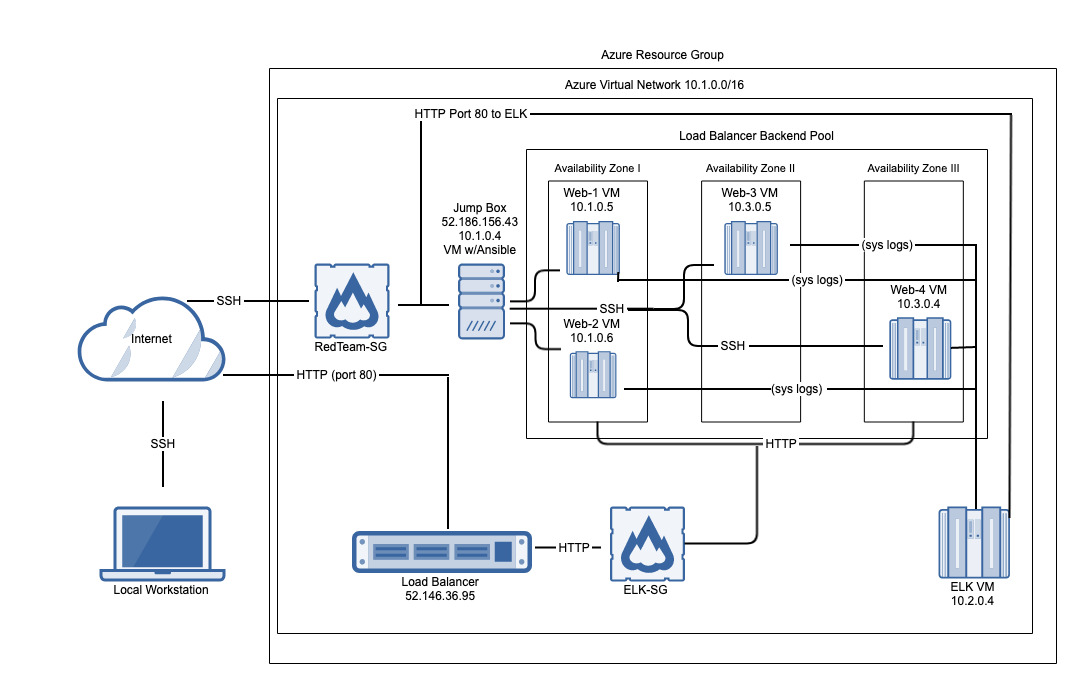 Azure Resource Group
Azure Virtual Network 10.1.0.0/16
HTTP Port 80 to ELK
Load Balancer Backend Pool
Availability Zone I
Availability Zone II
Availability Zone III
Web-1 VM
10.1.0.5
Web-3 VM
10.3.0.5
Jump Box
52.186.156.43
10.1.0.4
VM w/Ansible
(sys logs)
(sys logs)
Web-4 VM
10.3.0.4
SSH
SSH
Web-2 VM
10.1.0.6
Internet
RedTeam-SG
SSH
HTTP (port 80)
(sys logs)
SSH
HTTP
HTTP
Local Workstation
Load Balancer
52.146.36.95
ELK-SG
ELK VM
10.2.0.4